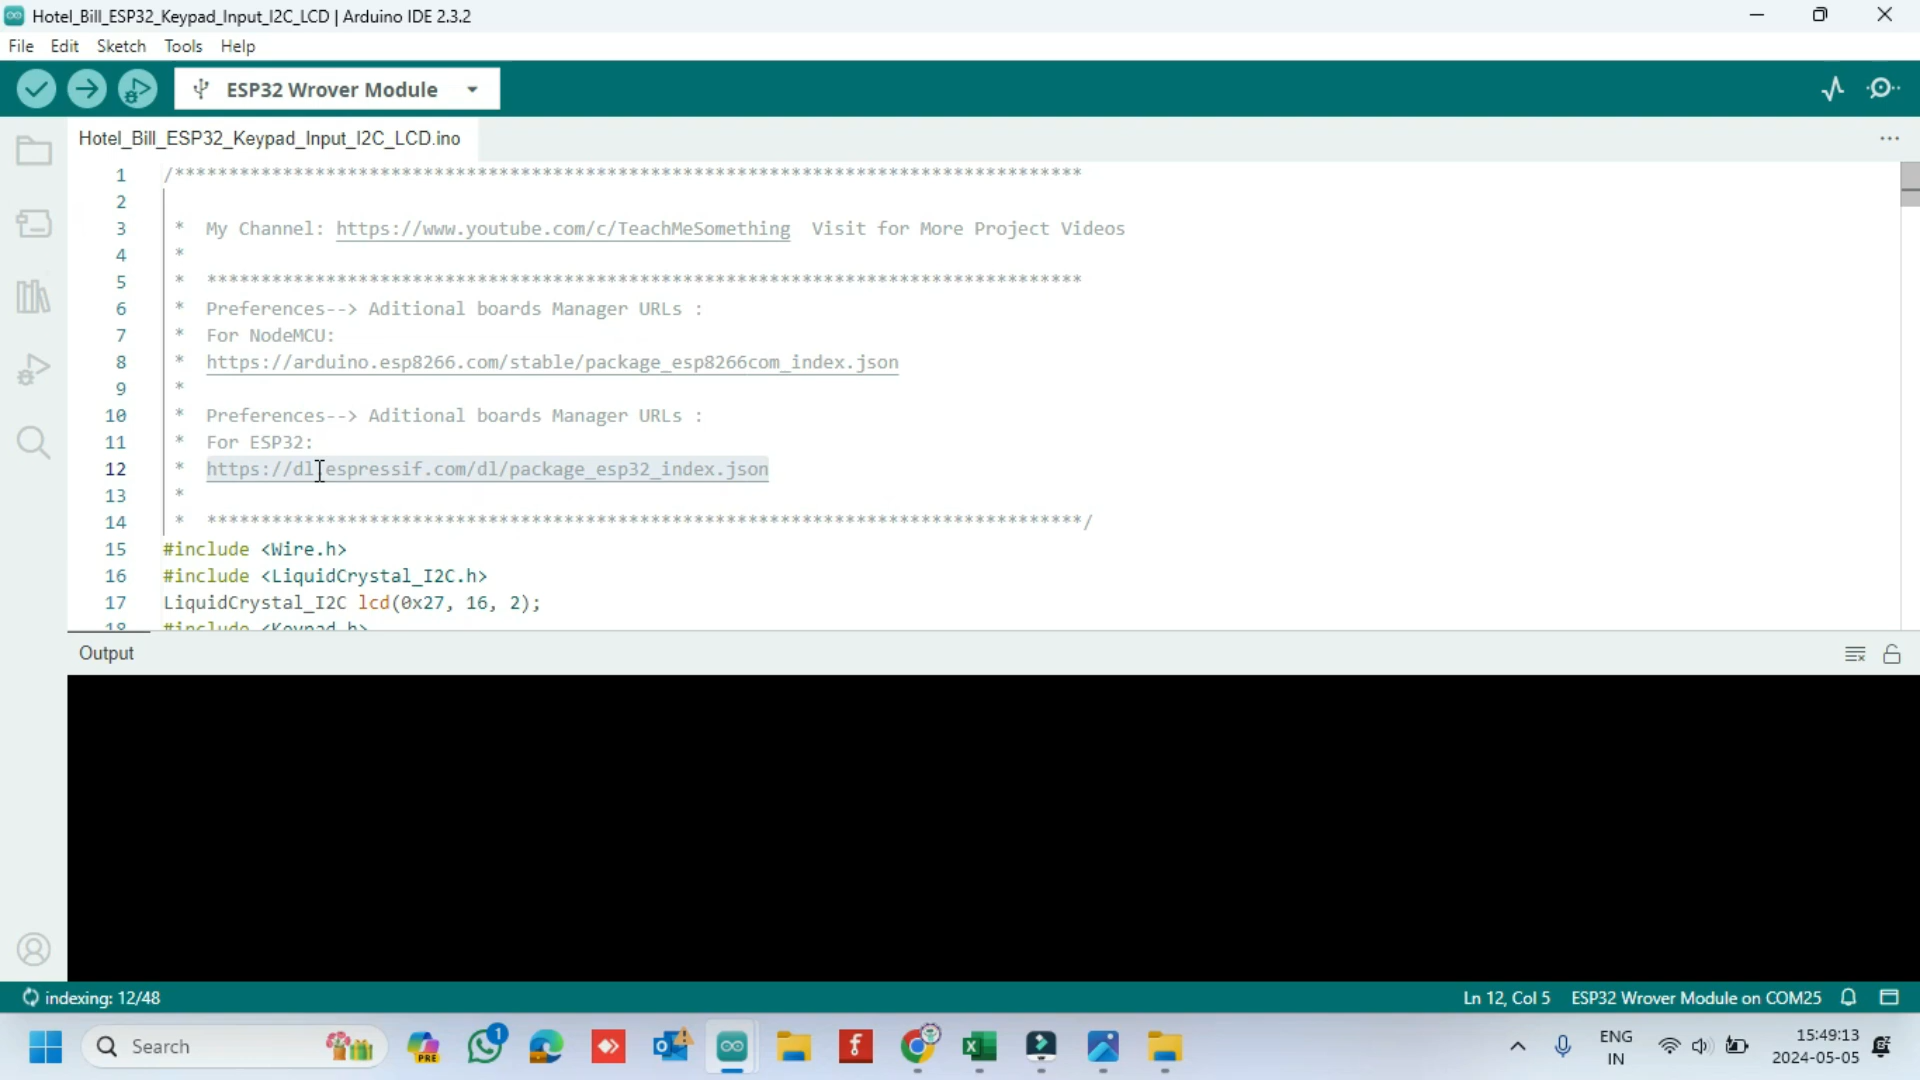 Hotel_Bill_ESP32_Keypad_Input_I2C_LCD | Arduino IDE 2.3.2
File Edit Sketch Tools Help
ESP32 Wrover Module
Hotel_Bill_ESP32_Keypad_Input_I2C_LCD.ino
1 /************************************************************************************
2
3 * My Channel: https://www.youtube.com/c/TeachMeSomething Visit for More Project Videos
4 *
5 * *********************************************************************************
6 * Preferences--> Aditional boards Manager URLs :
7 * For NodeMCU:
8 * https://arduino.esp8266.com/stable/package_esp8266com_index.json
9 *
10 * Preferences--> Aditional boards Manager URLs :
11 * For ESP32:
12 * https://dl.espressif.com/dl/package_esp32_index.json
13 *
14 * *********************************************************************************/
15 #include <Wire.h>
16 #include <LiquidCrystal_I2C.h>
17 LiquidCrystal_I2C lcd(0x27, 16, 2);
18 #include <Keypad.h>
Output
indexing: 12/48 Ln 12, Col 5 ESP32 Wrover Module on COM25
Search PRE 1 ENG IN 15:49:13 2024-05-05